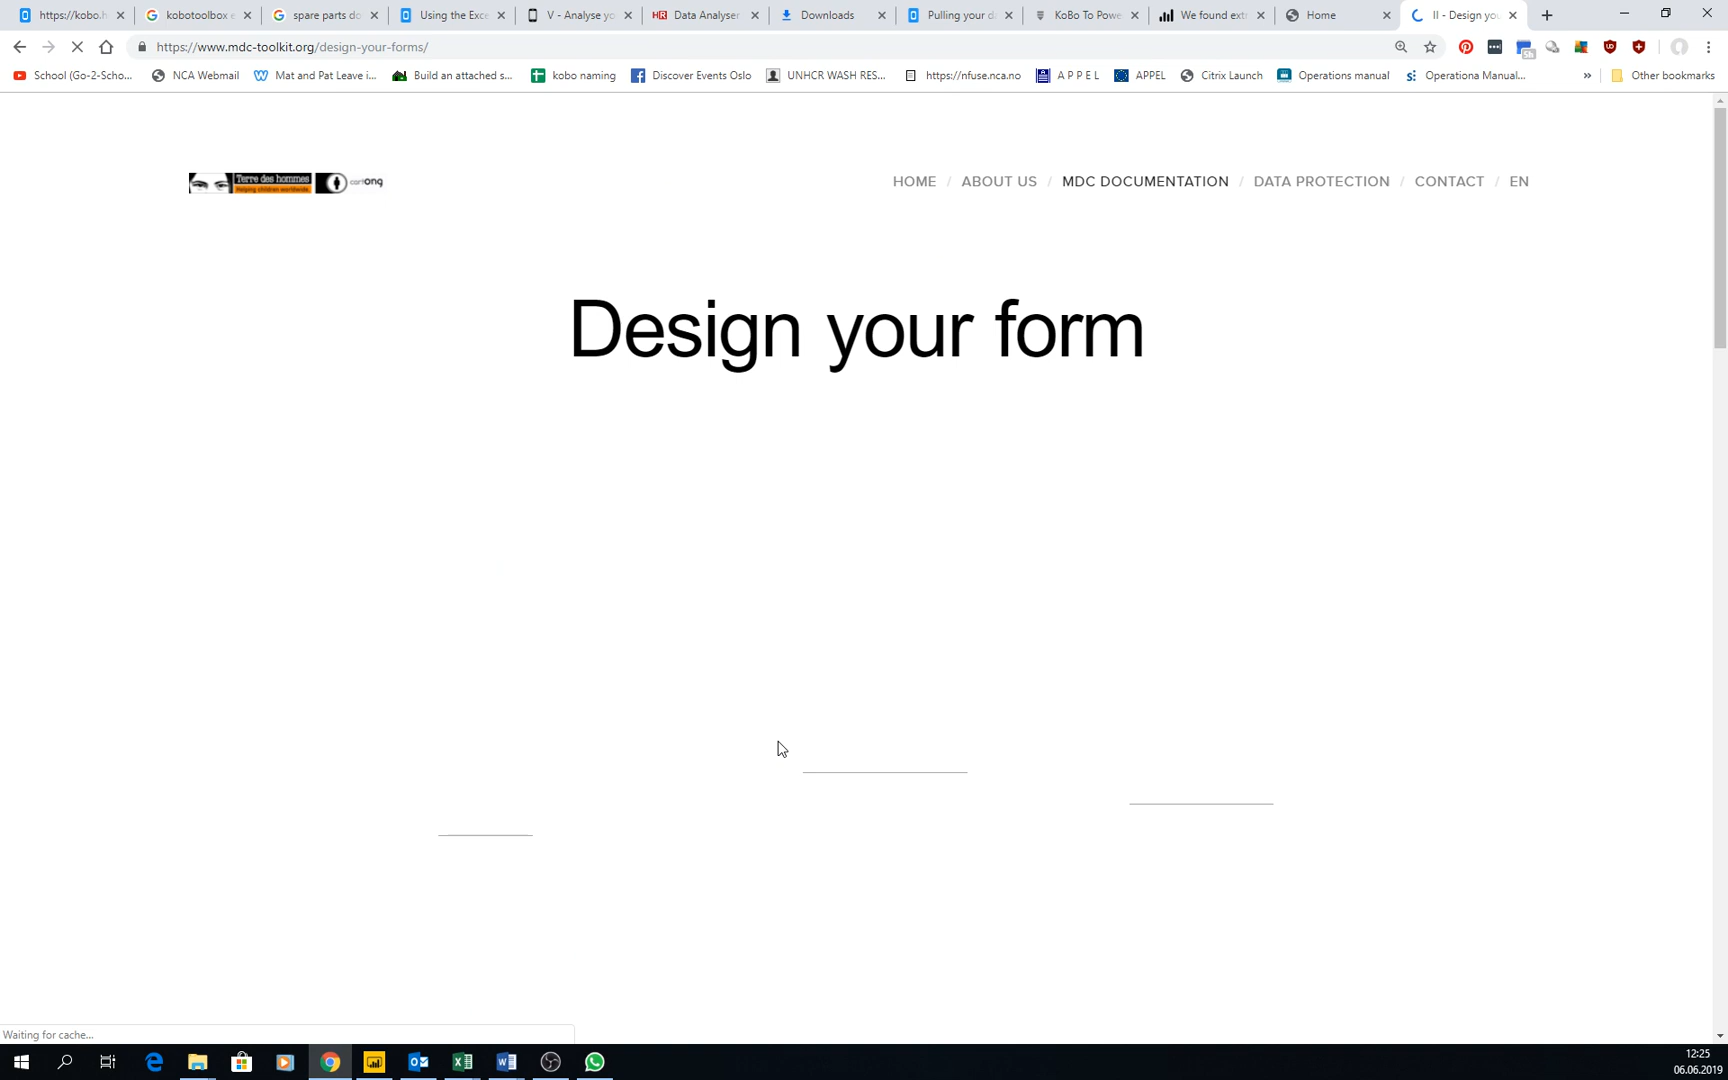 https://kobo.h
kobotoolbox e
spare parts do
Using the Exce
V - Analyse yo
HR Data Analyser
Downloads
Pulling your da
KoBo To Powe
We found extr
Home
II - Design you
https://www.mdc-toolkit.org/design-your-forms/
School (Go-2-Scho...
NCA Webmail
Mat and Pat Leave i...
Build an attached s...
kobo naming
Discover Events Oslo
UNHCR WASH RES...
https://nfuse.nca.no
A P P E L
APPEL
Citrix Launch
Operations manual
Operationa Manual...
»
Other bookmarks
Terre des hommes
Helping children worldwide
cartong
HOME / ABOUT US / MDC DOCUMENTATION / DATA PROTECTION / CONTACT / EN
Design your form
Waiting for cache...
12:25
06.06.2019